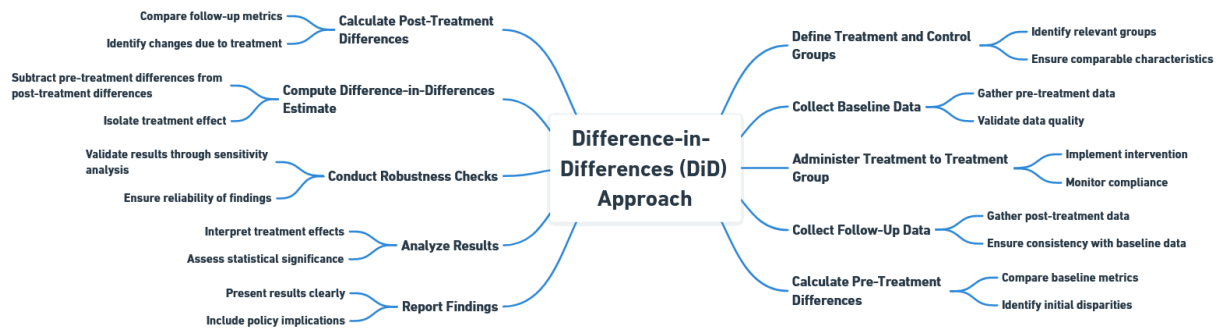 Difference-in-
Differences (DiD)
Approach
Define Treatment and Control
Groups
Identify relevant groups
Ensure comparable characteristics
Collect Baseline Data
Gather pre-treatment data
Validate data quality
Administer Treatment to Treatment
Group
Implement intervention
Monitor compliance
Collect Follow-Up Data
Gather post-treatment data
Ensure consistency with baseline data
Calculate Pre-Treatment
Differences
Compare baseline metrics
Identify initial disparities
Calculate Post-Treatment
Differences
Compare follow-up metrics
Identify changes due to treatment
Compute Difference-in-Differences
Estimate
Subtract pre-treatment differences from
post-treatment differences
Isolate treatment effect
Conduct Robustness Checks
Validate results through sensitivity
analysis
Ensure reliability of findings
Analyze Results
Interpret treatment effects
Assess statistical significance
Report Findings
Present results clearly
Include policy implications